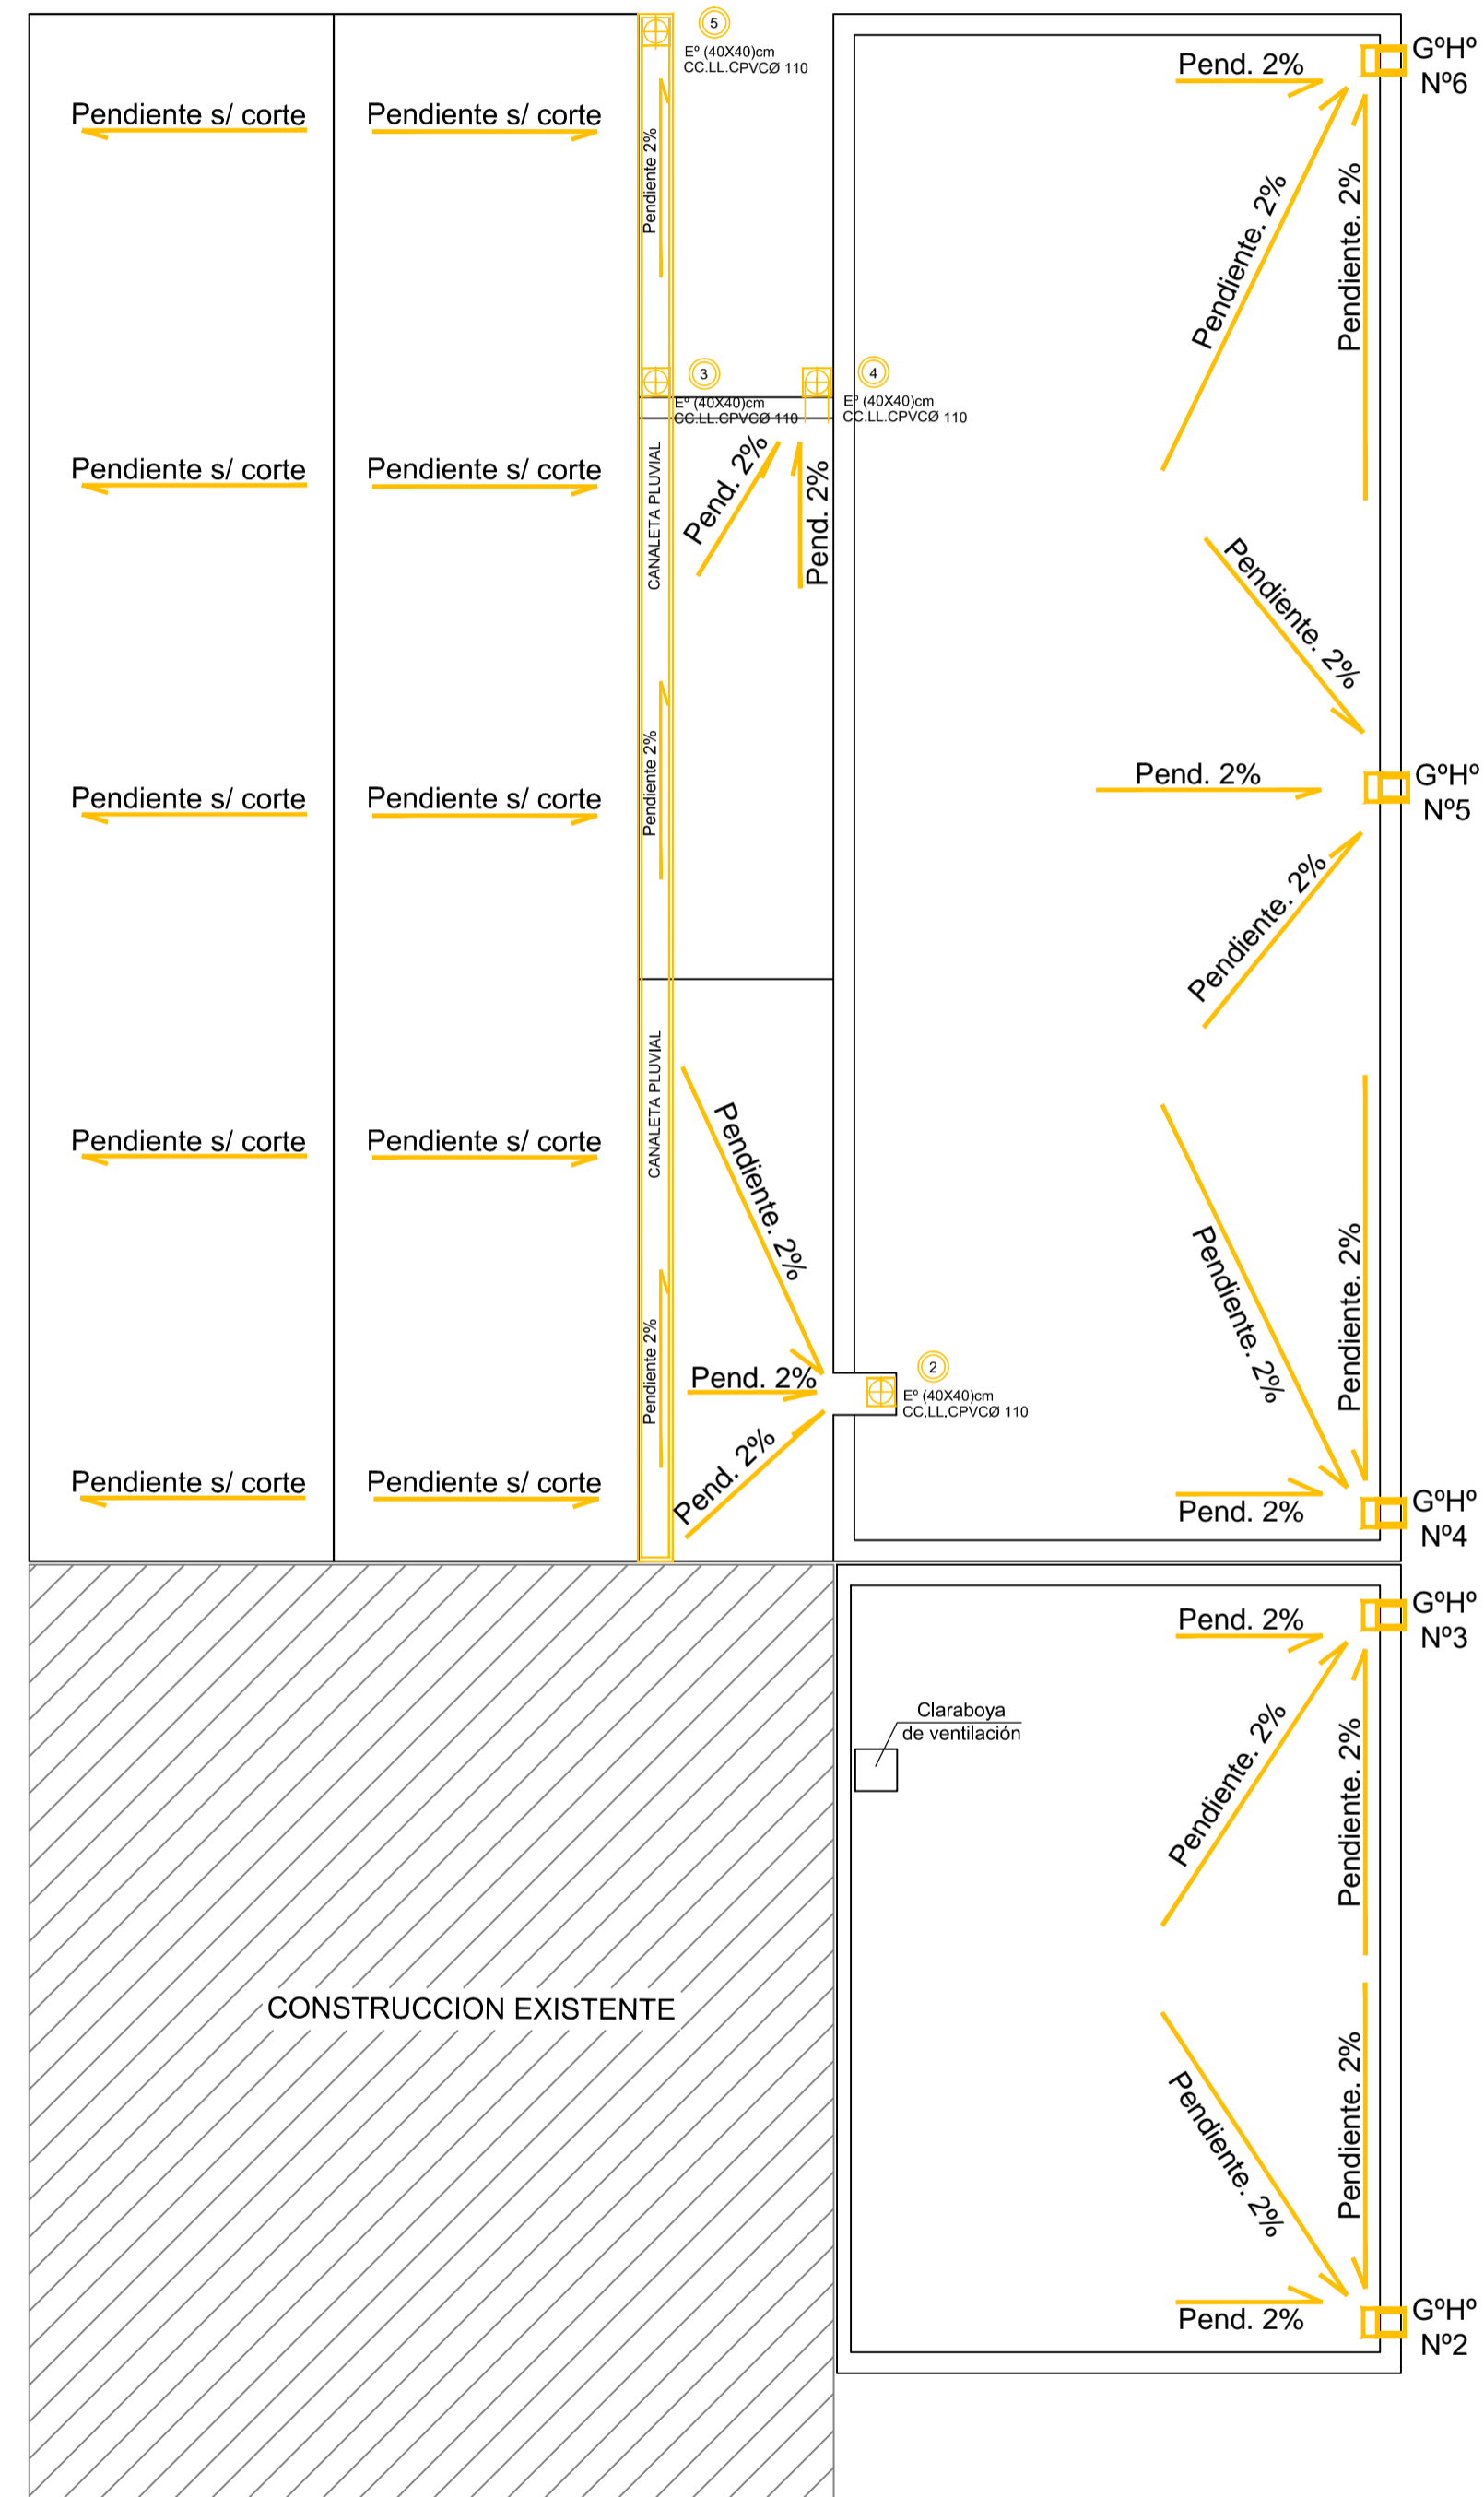 5
Eº (40X40)cm
CC.LL.CPVCØ 110
Pend. 2%
GºHº
Nº6
Pendiente s/ corte
Pendiente s/ corte
Pendiente 2%
Pendiente. 2%
Pendiente. 2%
3
Eº (40X40)cm
CC.LL.CPVCØ 110
4
Eº (40X40)cm
CC.LL.CPVCØ 110
Pendiente s/ corte
Pendiente s/ corte
CANALETA PLUVIAL
Pend. 2%
Pend. 2%
Pendiente. 2%
Pendiente s/ corte
Pendiente s/ corte
Pendiente 2%
Pend. 2%
GºHº
Nº5
Pendiente. 2%
Pendiente s/ corte
Pendiente s/ corte
CANALETA PLUVIAL
Pendiente. 2%
Pendiente. 2%
Pendiente. 2%
Pendiente 2%
Pend. 2%
2
Eº (40X40)cm
CC.LL.CPVCØ 110
Pendiente s/ corte
Pendiente s/ corte
Pend. 2%
Pend. 2%
GºHº
Nº4
Pend. 2%
GºHº
Nº3
Claraboya
de ventilación
Pendiente. 2%
Pendiente. 2%
CONSTRUCCION EXISTENTE
Pendiente. 2%
Pendiente. 2%
Pend. 2%
GºHº
Nº2